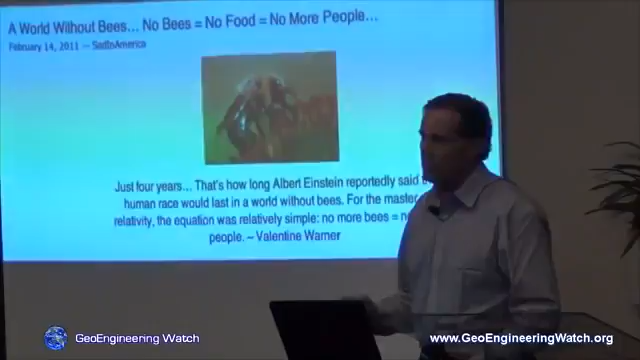 A World Without Bees... No Bees = No Food = No More People...
February 14, 2011 — SadInAmerica
Just four years... That's how long Albert Einstein reportedly said
human race would last in a world without bees. For the master
relativity, the equation was relatively simple: no more bees =
people. ~ Valentine Warner
GeoEngineering Watch
www.GeoEngineeringWatch.org